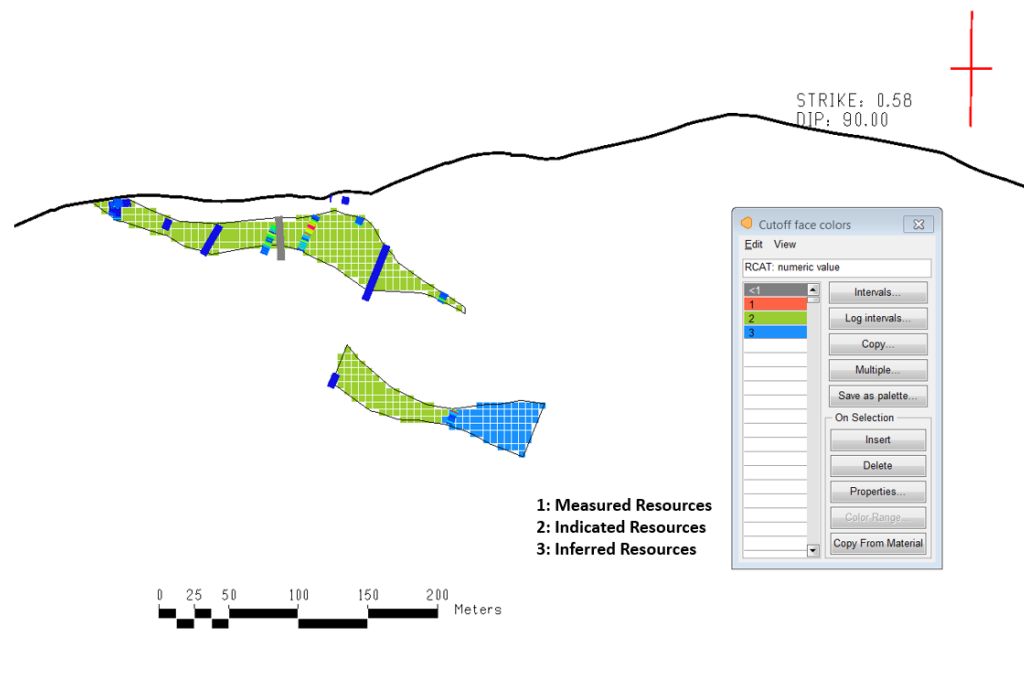 STRIKE: 0.58
DIP: 90.00
Cutoff face colors
Edit View
RCAT: numeric value
<1
1
2
3
Intervals...
Log intervals...
Copy...
Multiple...
Save as palette...
On Selection
Insert
Delete
Properties...
Color Range...
Copy From Material
1: Measured Resources
2: Indicated Resources
3: Inferred Resources
0 25 50 100 150 200
Meters